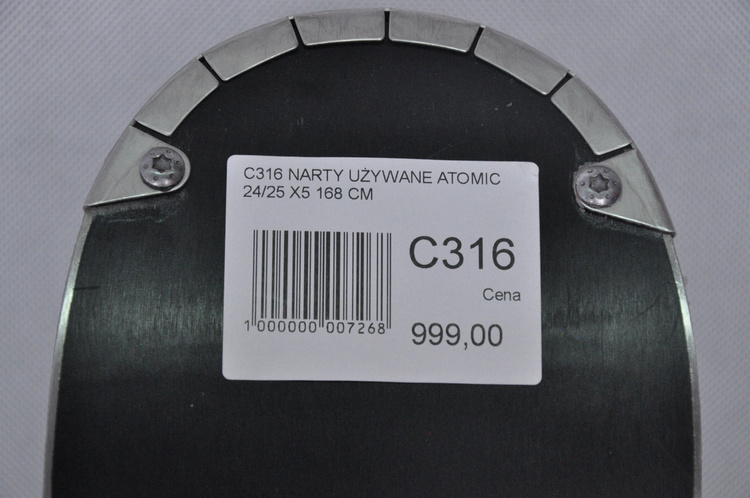 C316 NARTY UŻYWANE ATOMIC
24/25 X5 168 CM
C316
Cena
1 000000 007268
999,00